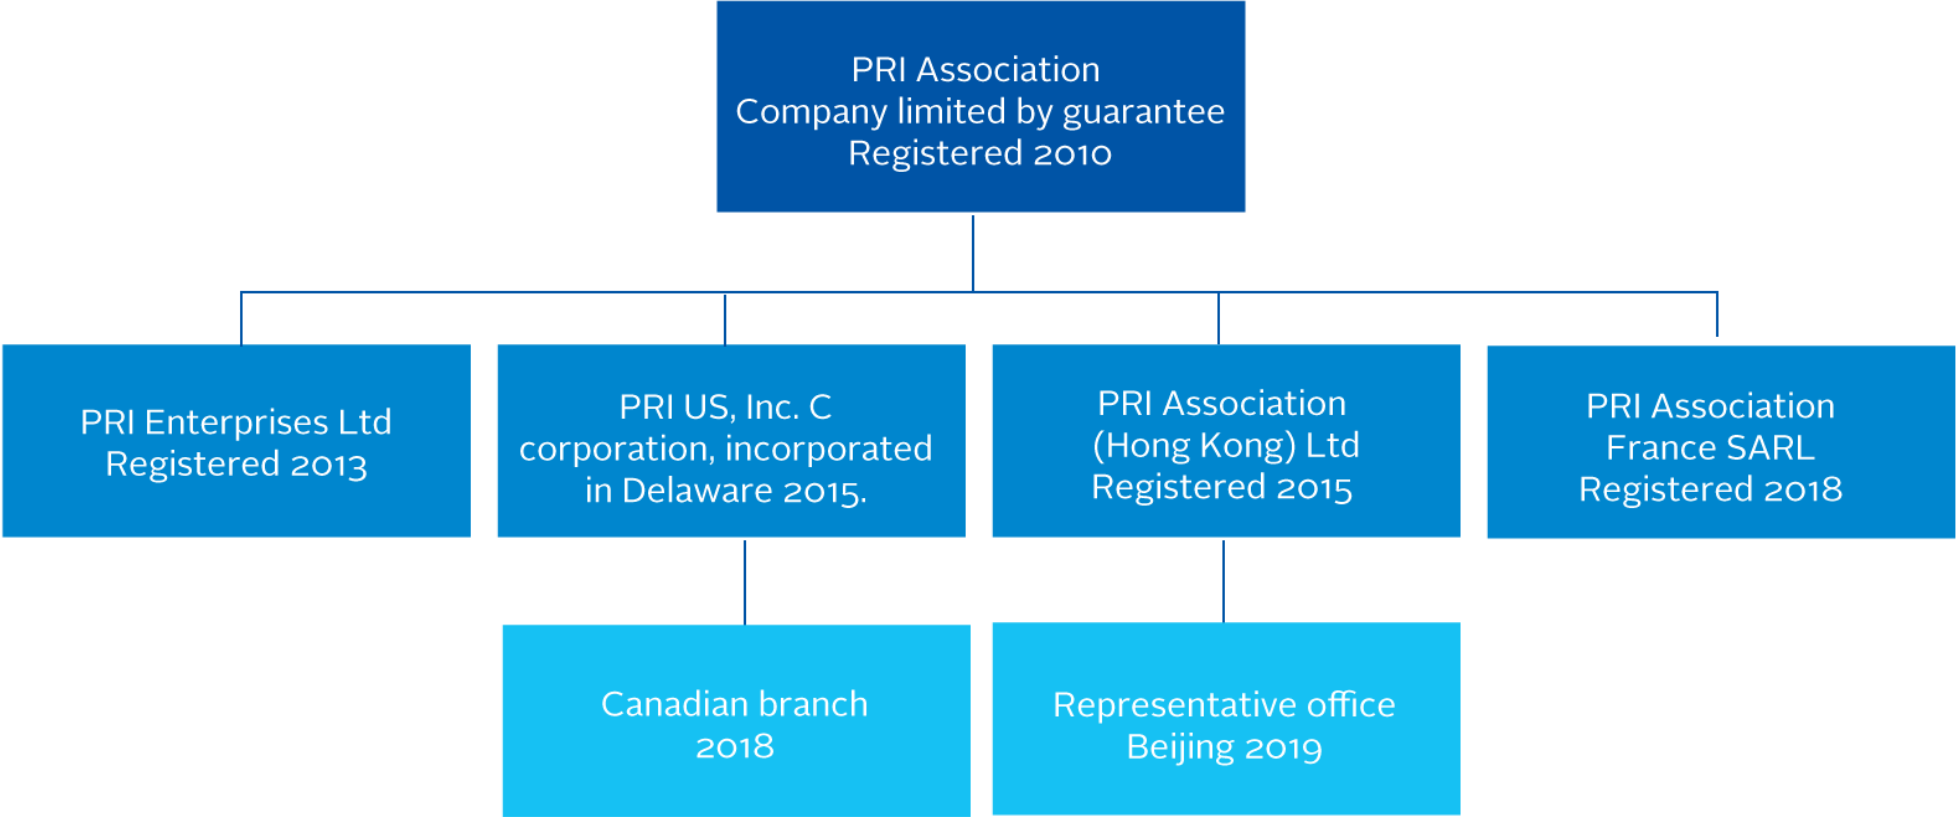 PRI Association
Company limited by guarantee
Registered 2010
PRI Enterprises Ltd
Registered 2013
PRI US, Inc. C
corporation, incorporated
in Delaware 2015.
PRI Association
(Hong Kong) Ltd
Registered 2015
PRI Association
France SARL
Registered 2018
Canadian branch
2018
Representative office
Beijing 2019